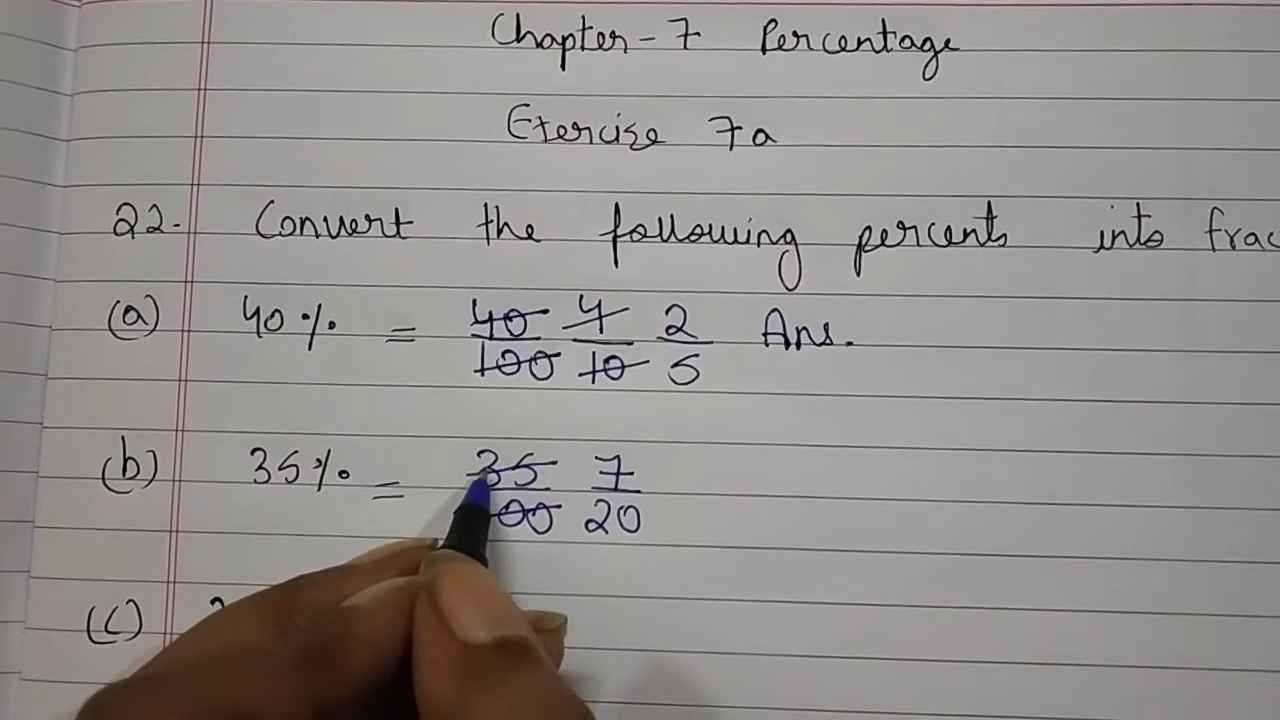 Chapter - 7 Percentage
Exercise 7a
22. Convert the following percents into frac
(a) 40% = 40/100 4/10 2/5 Ans.
(b) 35% = 35/100 7/20
(c)